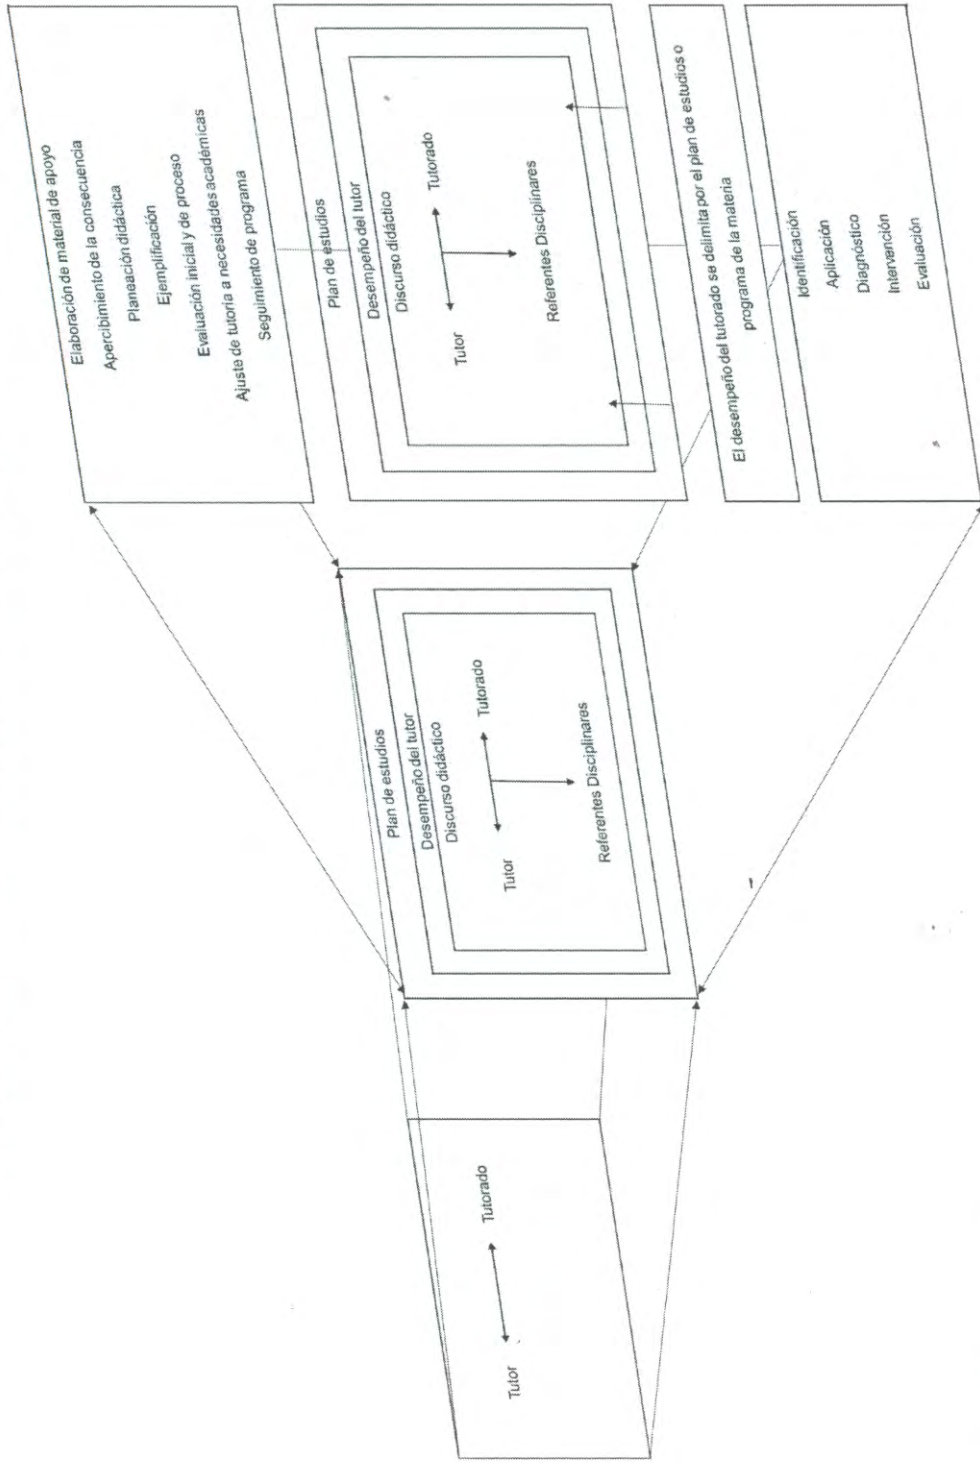 Tutor
Tutorado
Plan de estudios
Desempeño del tutor
Discurso didáctico
Tutor
Tutorado
Referentes Disciplinares
Elaboración de material de apoyo
Apercibimiento de la consecuencia
Planeación didáctica
Ejemplificación
Evaluación inicial y de proceso
Ajuste de tutoria a necesidades académicas
Seguimiento de programa
Plan de estudios
Desempeño del tutor
Discurso didáctico
Tutor
Tutorado
Referentes Disciplinares
El desempeño del tutorado se delimita por el plan de estudios o
programa de la materia
Identificación
Aplicación
Diagnóstico
Intervención
Evaluación